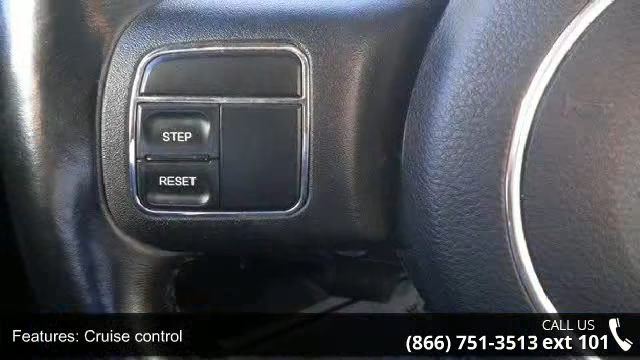 STEP
RESET
Features: Cruise control
CALL US
(866) 751-3513 ext 101